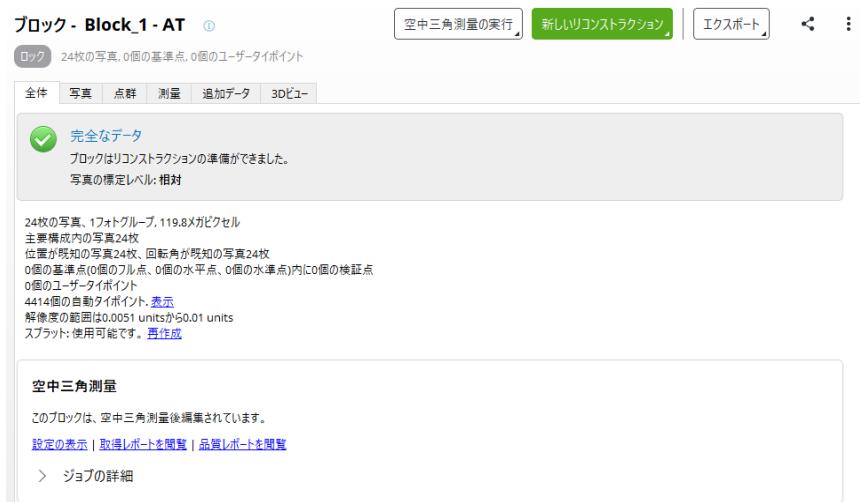 ブロック - Block_1 - AT
空中三角測量の実行
新しいリコンストラクション
エクスポート
ロック 24枚の写真, 0個の基準点, 0個のユーザータイポイント
全体 写真 点群 測量 追加データ 3Dビュー
完全なデータ
ブロックはリコンストラクションの準備ができました。
写真の標定レベル: 相対
24枚の写真、1フォトグループ, 119.8メガピクセル
主要構成内の写真24枚
位置が既知の写真24枚、回転角が既知の写真24枚
0個の基準点(0個のフル点、0個の水平点、0個の水準点)内に0個の検証点
0個のユーザータイポイント
4414個の自動タイポイント. 表示
解像度の範囲は0.0051 unitsから0.01 units
スプラット: 使用可能です。 再作成
空中三角測量
このブロックは、空中三角測量後編集されています。
設定の表示 | 取得レポートを閲覧 | 品質レポートを閲覧
ジョブの詳細